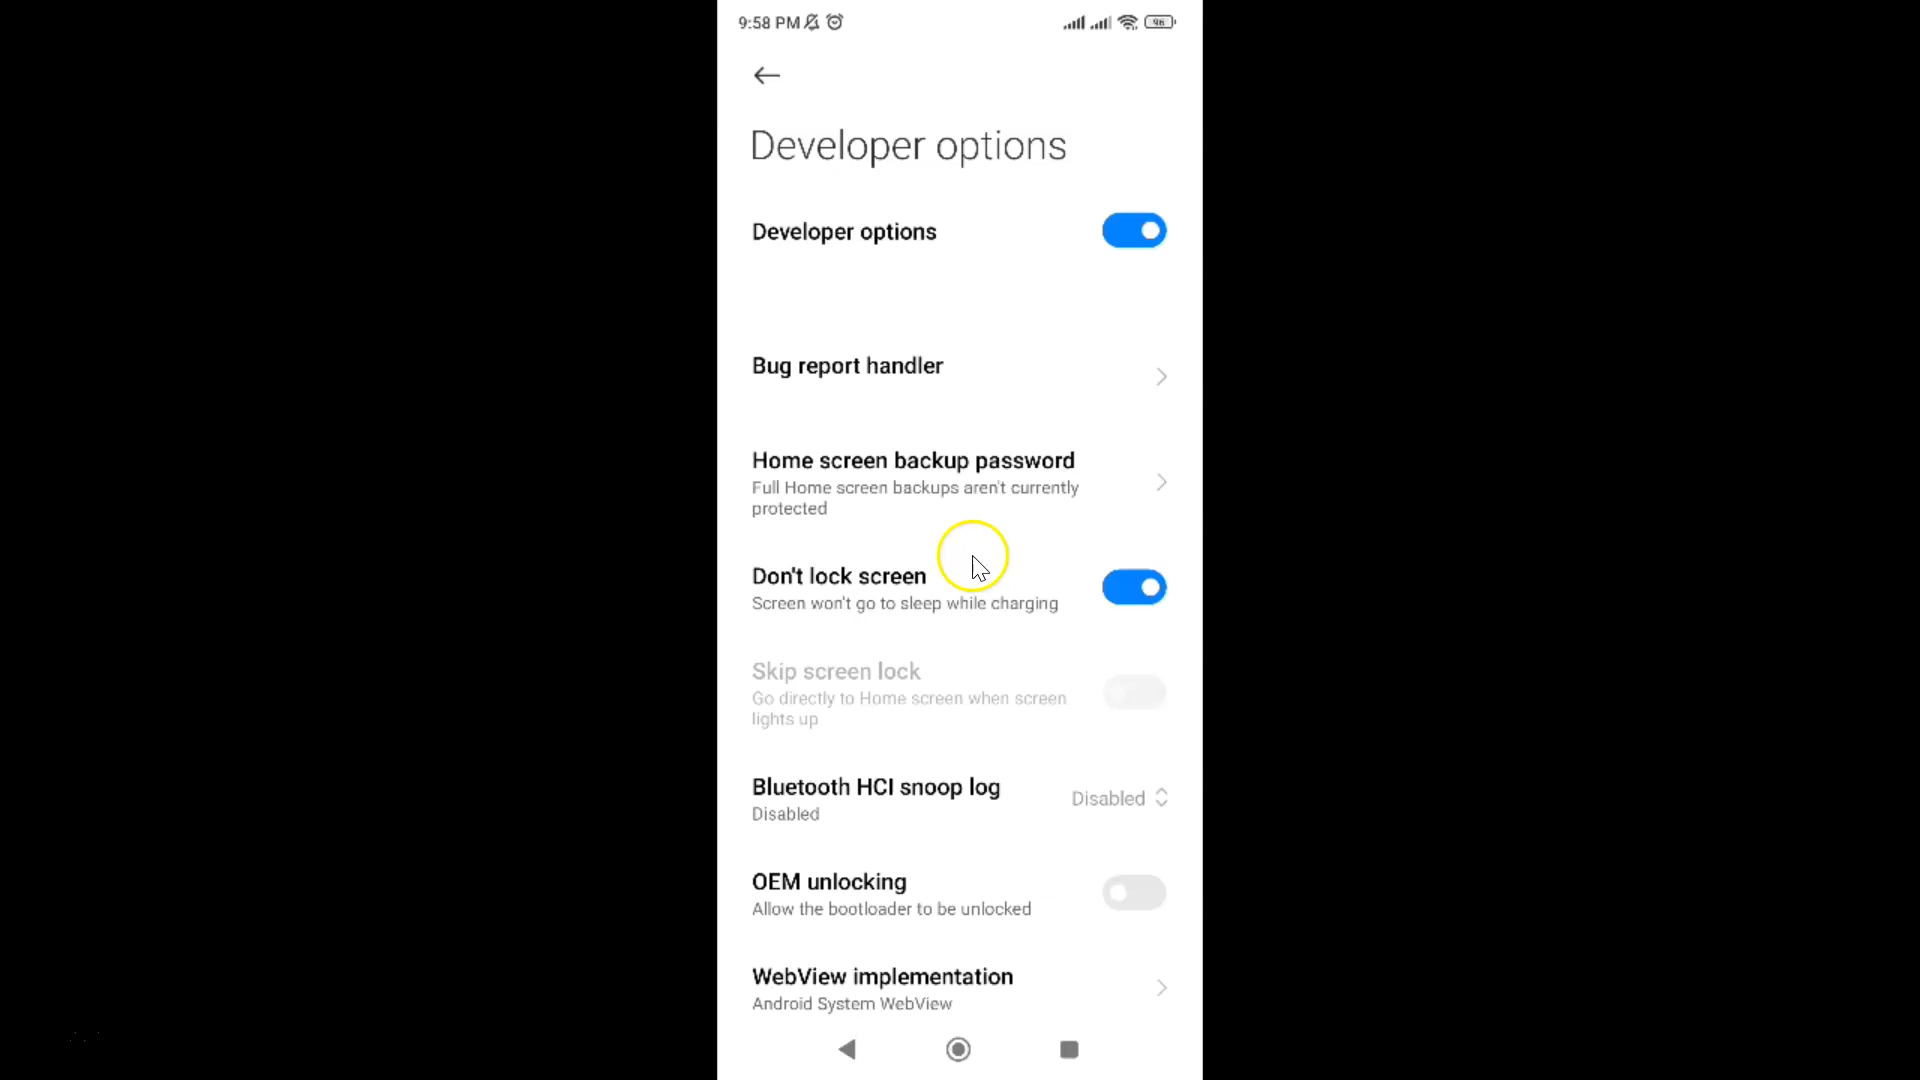 9:58 PM
96
Developer options
Developer options
Bug report handler
Home screen backup password
Full Home screen backups aren't currently
protected
Don't lock screen
Screen won't go to sleep while charging
Skip screen lock
Go directly to Home screen when screen
lights up
Bluetooth HCI snoop log
Disabled
Disabled
OEM unlocking
Allow the bootloader to be unlocked
WebView implementation
Android System WebView